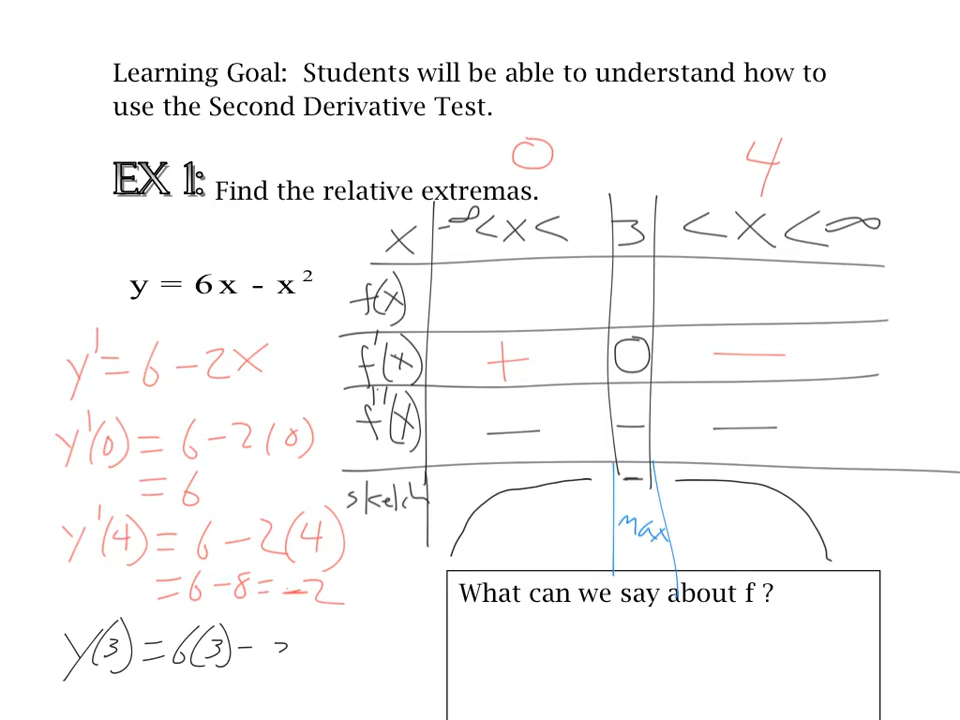 Learning Goal: Students will be able to understand how to
use the Second Derivative Test.
0 4
EX 1: Find the relative extremas.
x -∞ < x < 3 < x < ∞
y = 6x - x²
f(x)
y' = 6 - 2x
f'(x) + 0 —
f''(x) — — —
y'(0) = 6 - 2(0)
= 6
sketch —
y'(4) = 6 - 2(4)
max
= 6 - 8 = -2
What can we say about f ?
y(3) = 6(3) -